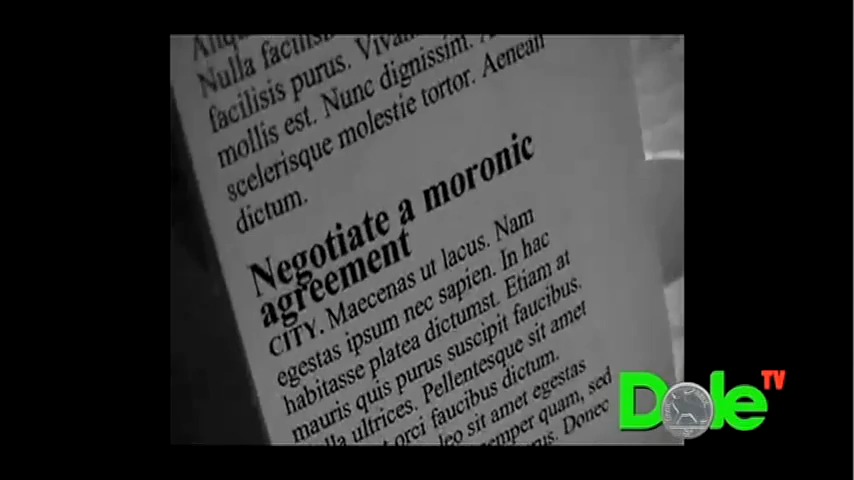 Nulla facilisi
facilisis purus. Viva
mollis est. Nunc dignissim.
scelerisque molestie tortor. Aenean
dictum.
Negotiate a moronic
agreement
CITY. Maecenas ut lacus. Nam
egestas ipsum nec sapien. In hac
habitasse platea dictumst. Etiam at
mauris quis purus suscipit faucibus.
ultrices. Pellentesque sit amet
orci faucibus dictum.
leo sit amet egestas
semper quam, sed
Donec
Dole TV